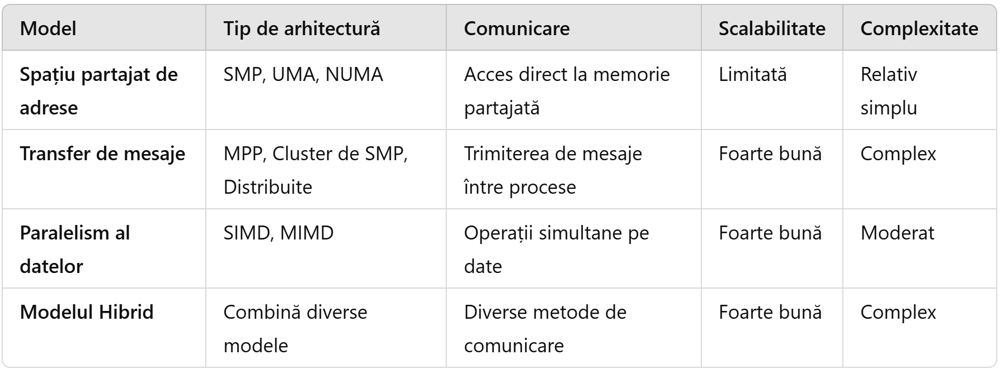 Model Tip de arhitectură Comunicare Scalabilitate Complexitate
Spațiu partajat de SMP, UMA, NUMA Acces direct la memorie Limitată Relativ
adrese partajată simplu
Transfer de mesaje MPP, Cluster de SMP, Trimiterea de mesaje Foarte bună Complex
Distribuite între procese
Paralelism al SIMD, MIMD Operații simultane pe Foarte bună Moderat
datelor date
Modelul Hibrid Combină diverse Diverse metode de Foarte bună Complex
modele comunicare